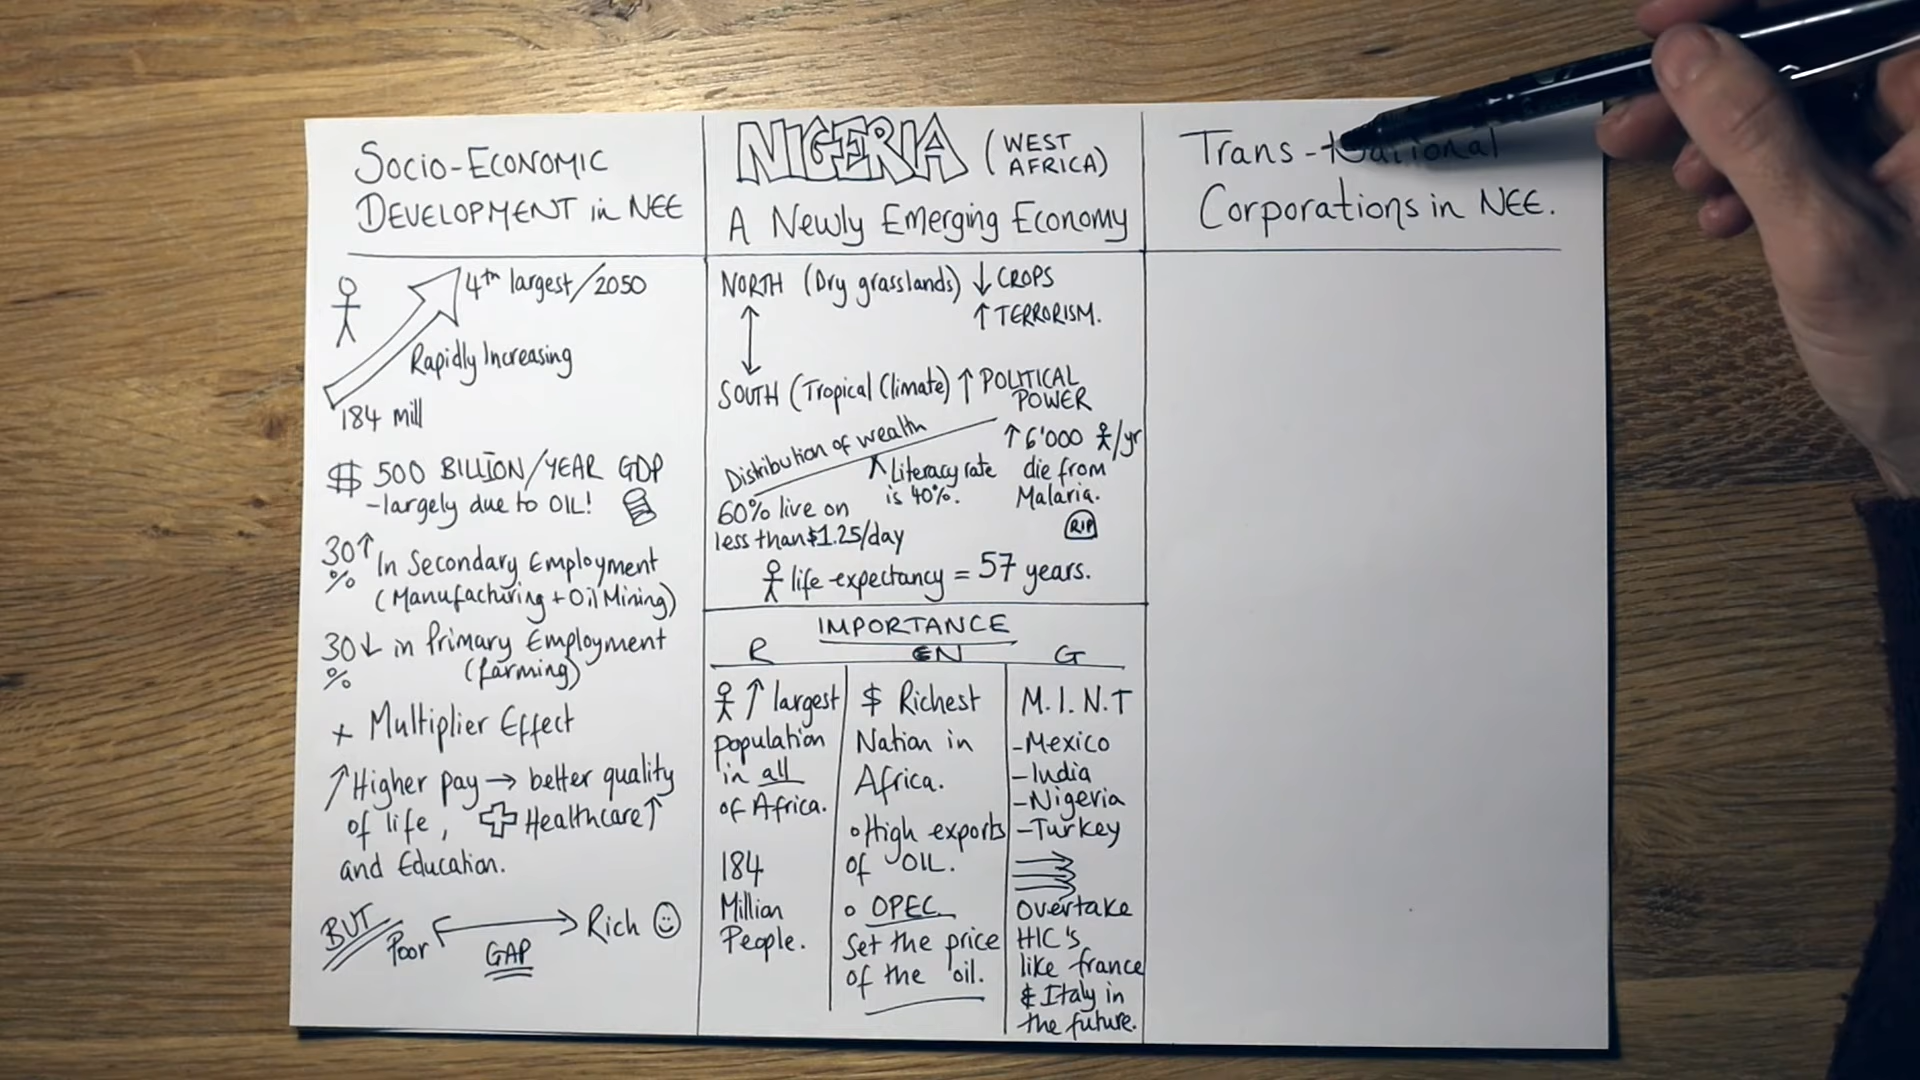 Socio-Economic
Development in NEE
4th largest/2050
Rapidly Increasing
184 mill
$ 500 BILLION/YEAR GDP
-largely due to OIL!
30%↑ In Secondary Employment
(Manufacturing + Oil Mining)
30%↓ in Primary Employment
(farming)
+ Multiplier Effect
↑Higher pay → better quality
of life, Healthcare↑
and Education.
BUT Poor ↔ Rich
GAP
NIGERIA (WEST
AFRICA)
A Newly Emerging Economy
NORTH (Dry grasslands) ↓ CROPS
↑ TERRORISM.
SOUTH (Tropical Climate) ↑ POLITICAL
POWER
Distribution of wealth
60% live on
less than $1.25/day
Literacy rate
is 40%.
↑ 6'000 /yr
die from
Malaria.
RIP
life expectancy = 57 years.
IMPORTANCE
R
↑ largest
population
in all
of Africa.
184
Million
People.
EN
$ Richest
Nation in
Africa.
High exports
of OIL.
OPEC
Set the price
of the oil.
G
M.I.N.T
-Mexico
-India
-Nigeria
-Turkey
overtake
HIC's
like france
& Italy in
the future.
Trans-National
Corporations in NEE.